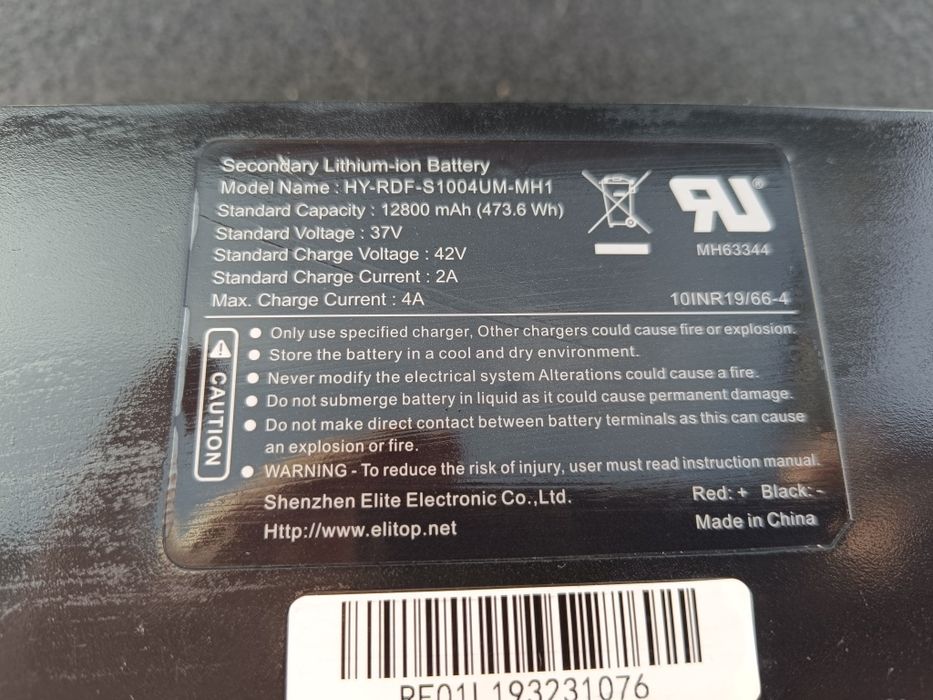 Secondary Lithium-ion Battery
Model Name : HY-RDF-S1004UM-MH1
Standard Capacity : 12800 mAh (473.6 Wh)
Standard Voltage : 37V
Standard Charge Voltage : 42V
Standard Charge Current : 2A
Max. Charge Current : 4A
RU®
MH63344
10INR19/66-4
CAUTION
● Only use specified charger, Other chargers could cause fire or explosion.
● Store the battery in a cool and dry environment.
● Never modify the electrical system Alterations could cause a fire.
● Do not submerge battery in liquid as it could cause permanent damage.
● Do not make direct contact between battery terminals as this can cause
an explosion or fire.
● WARNING - To reduce the risk of injury, user must read instruction manual.
Shenzhen Elite Electronic Co.,Ltd.
Http://www.elitop.net
Red: + Black: -
Made in China
RF01L193231076